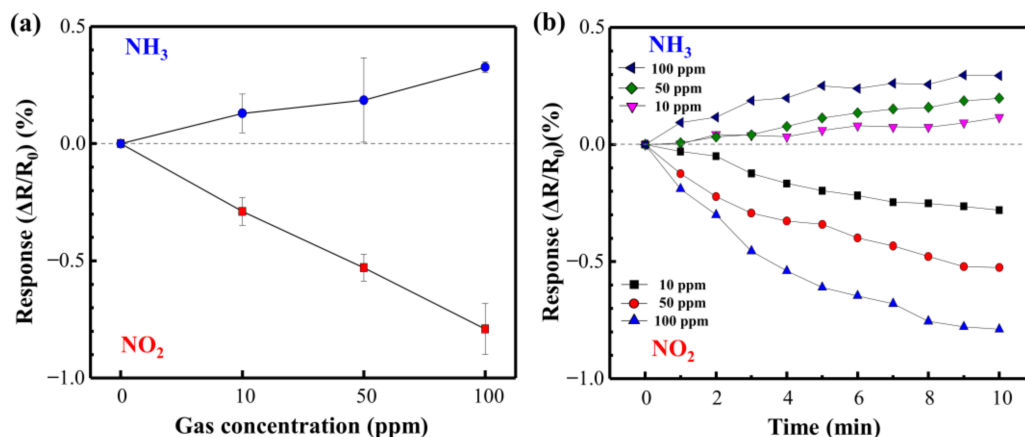 (a)
NH3
Response (ΔR/R0) (%)
0.5
0.0
−0.5
−1.0
NO2
0
10
50
100
Gas concentration (ppm)
(b)
NH3
100 ppm
50 ppm
10 ppm
Response (ΔR/R0)(%)
0.5
0.0
−0.5
−1.0
10 ppm
50 ppm
100 ppm
NO2
0
2
4
6
8
10
Time (min)